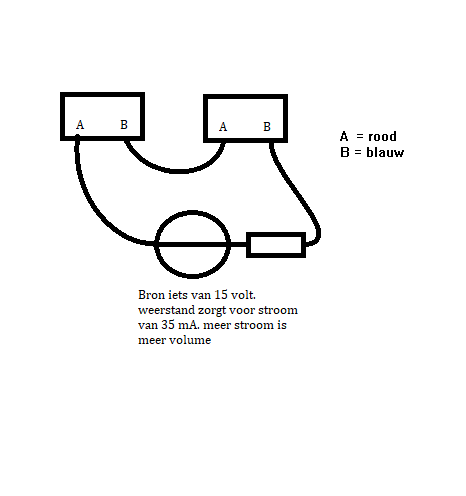 A B
A B
A = rood
B = blauw
Bron iets van 15 volt.
weerstand zorgt voor stroom
van 35 mA. meer stroom is
meer volume